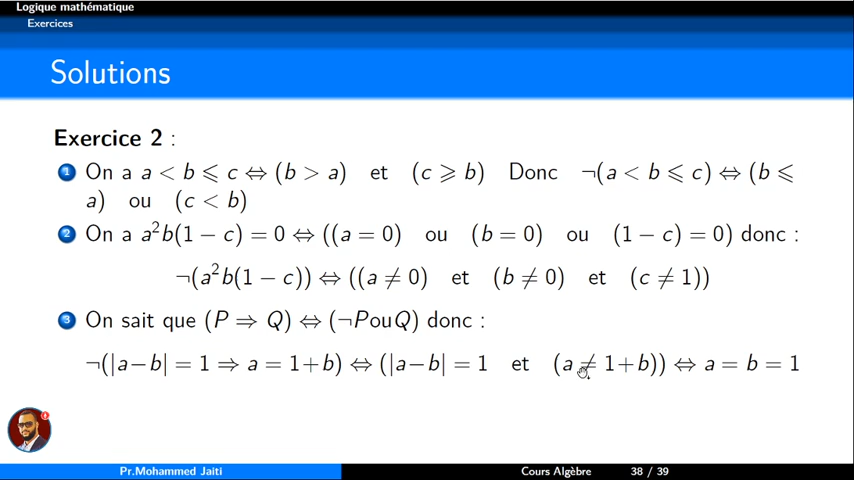 Logique mathématique
Exercices
Solutions
Exercice 2 :
1 On a a < b ⩽ c ⇔ (b > a) et (c ⩾ b) Donc ¬(a < b ⩽ c) ⇔ (b ⩽
a) ou (c < b)
2 On a a²b(1 − c) = 0 ⇔ ((a = 0) ou (b = 0) ou (1 − c) = 0) donc :
¬(a²b(1 − c)) ⇔ ((a ≠ 0) et (b ≠ 0) et (c ≠ 1))
3 On sait que (P ⇒ Q) ⇔ (¬PouQ) donc :
¬(|a−b| = 1 ⇒ a = 1+b) ⇔ (|a−b| = 1 et (a ≠ 1+b)) ⇔ a = b = 1
Pr.Mohammed Jaiti Cours Algèbre 38 / 39